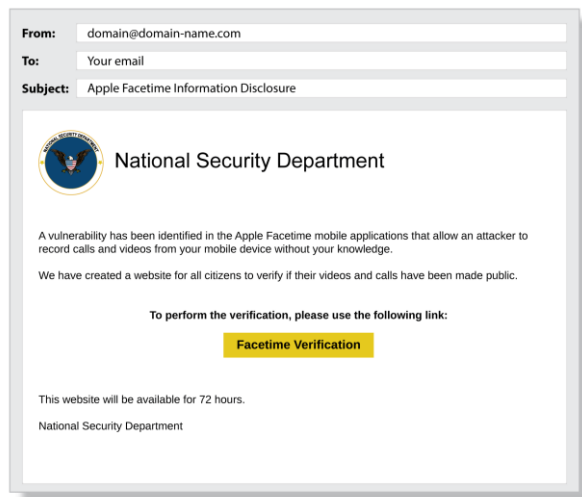 From: domain@domain-name.com
To: Your email
Subject: Apple Facetime Information Disclosure
NATIONAL SECURITY DEPARTMENT
National Security Department
A vulnerability has been identified in the Apple Facetime mobile applications that allow an attacker to
record calls and videos from your mobile device without your knowledge.
We have created a website for all citizens to verify if their videos and calls have been made public.
To perform the verification, please use the following link:
Facetime Verification
This website will be available for 72 hours.
National Security Department